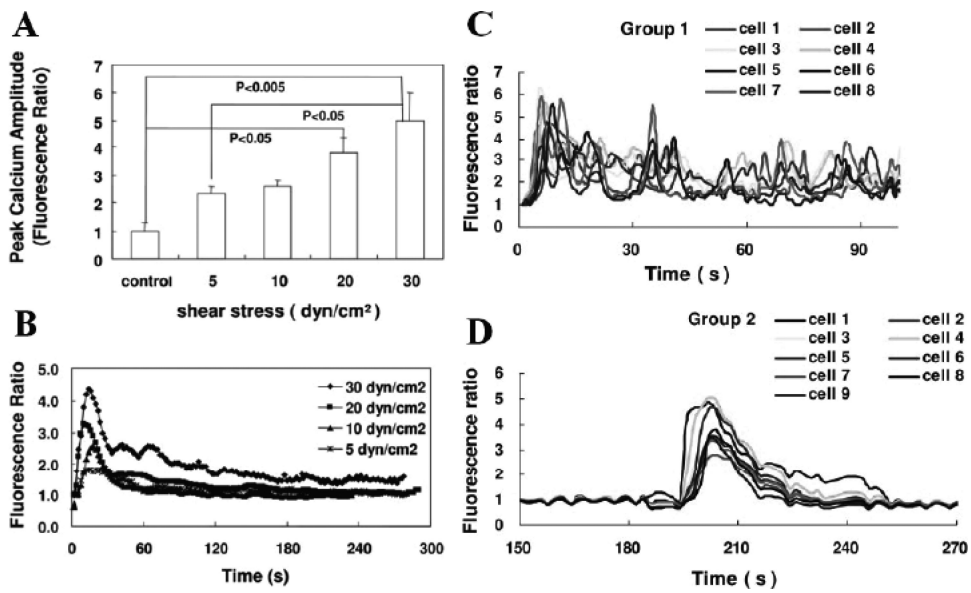 A
Peak Calcium Amplitude
(Fluorescence Ratio)
7
6
5
4
3
2
1
0
P<0.005
P<0.05
P<0.05
control 5 10 20 30
shear stress ( dyn/cm²)
B
Fluorescence Ratio
5.0
4.0
3.0
2.0
1.0
0.0
30 dyn/cm2
20 dyn/cm2
10 dyn/cm2
5 dyn/cm2
0 60 120 180 240 300
Time (s)
C
Group 1
cell 1 cell 2
cell 3 cell 4
cell 5 cell 6
cell 7 cell 8
Fluorescence ratio
7
6
5
4
3
2
1
0
0 30 60 90
Time ( s )
D
Group 2
cell 1 cell 2
cell 3 cell 4
cell 5 cell 6
cell 7 cell 8
cell 9
Fluorescence ratio
6
5
4
3
2
1
0
150 180 210 240 270
Time ( s )